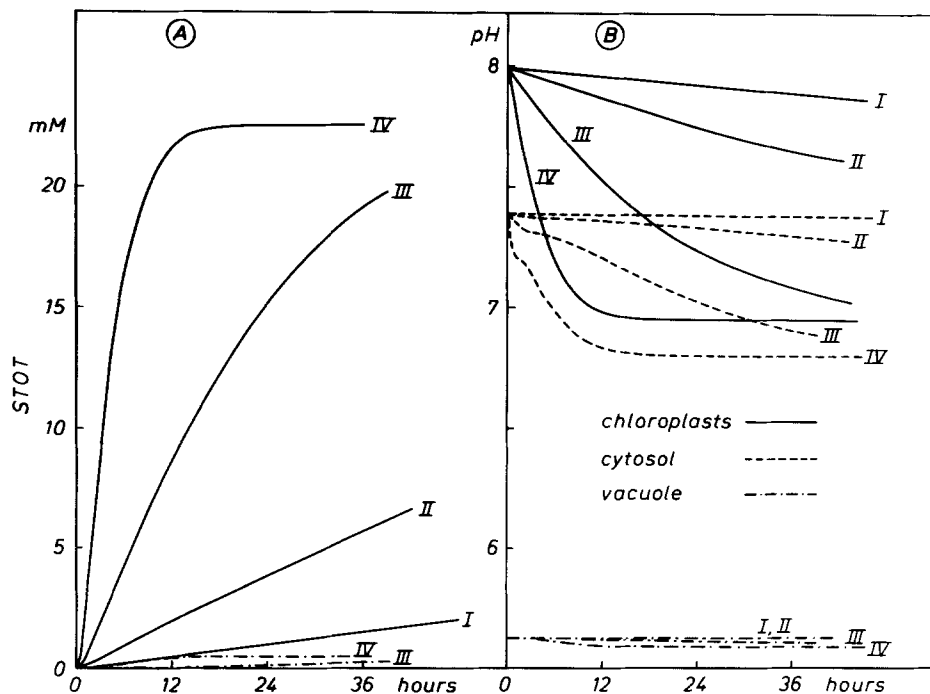 A
mM
20
15
10
5
0
STOT
IV
III
II
I
IV
III
0 12 24 36 hours
B
pH
8
7
6
I
II
III
IV
I
II
III
IV
chloroplasts
cytosol
vacuole
I, II
III
IV
0 12 24 36 hours